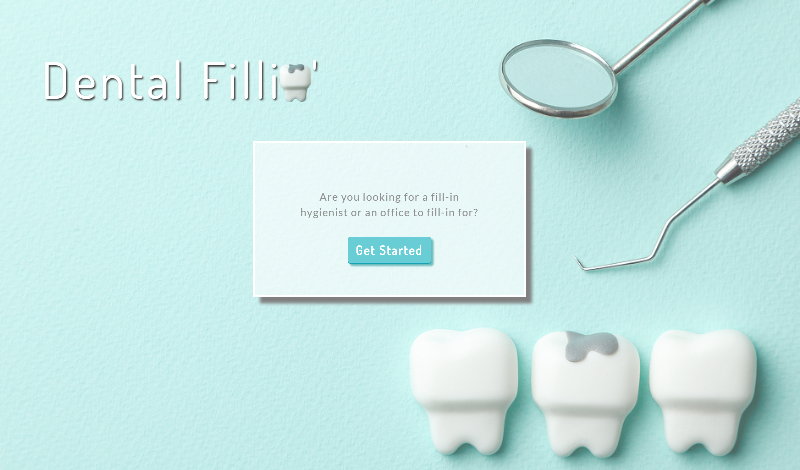 Dental Filli'
Are you looking for a fill-in
hygienist or an office to fill-in for?
Get Started